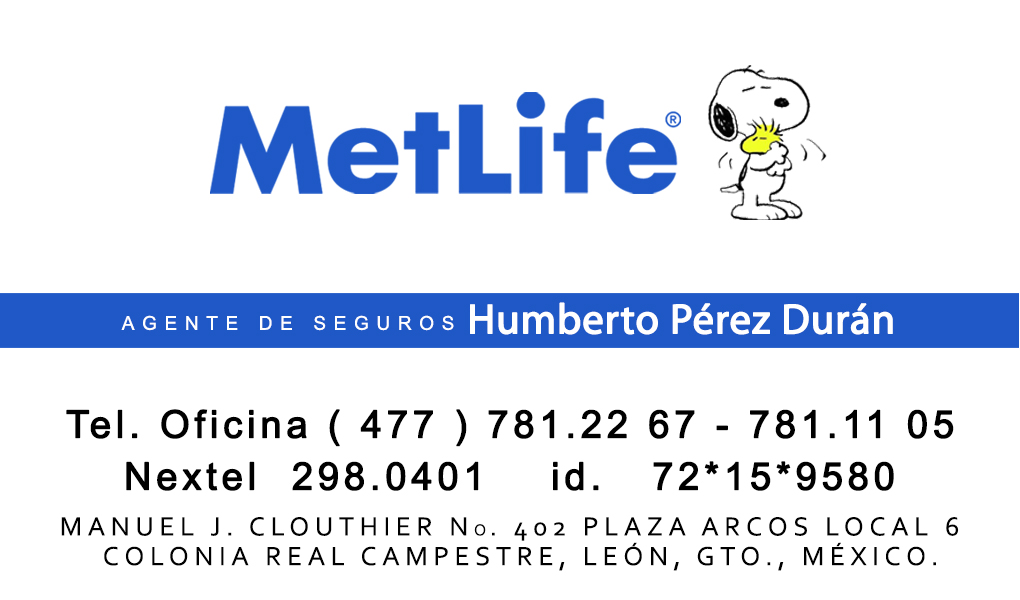 MetLife®
AGENTE DE SEGUROS Humberto Pérez Durán
Tel. Oficina ( 477 ) 781.22 67 - 781.11 05
Nextel 298.0401 id. 72*15*9580
MANUEL J. CLOUTHIER No. 402 PLAZA ARCOS LOCAL 6
COLONIA REAL CAMPESTRE, LEÓN, GTO., MÉXICO.